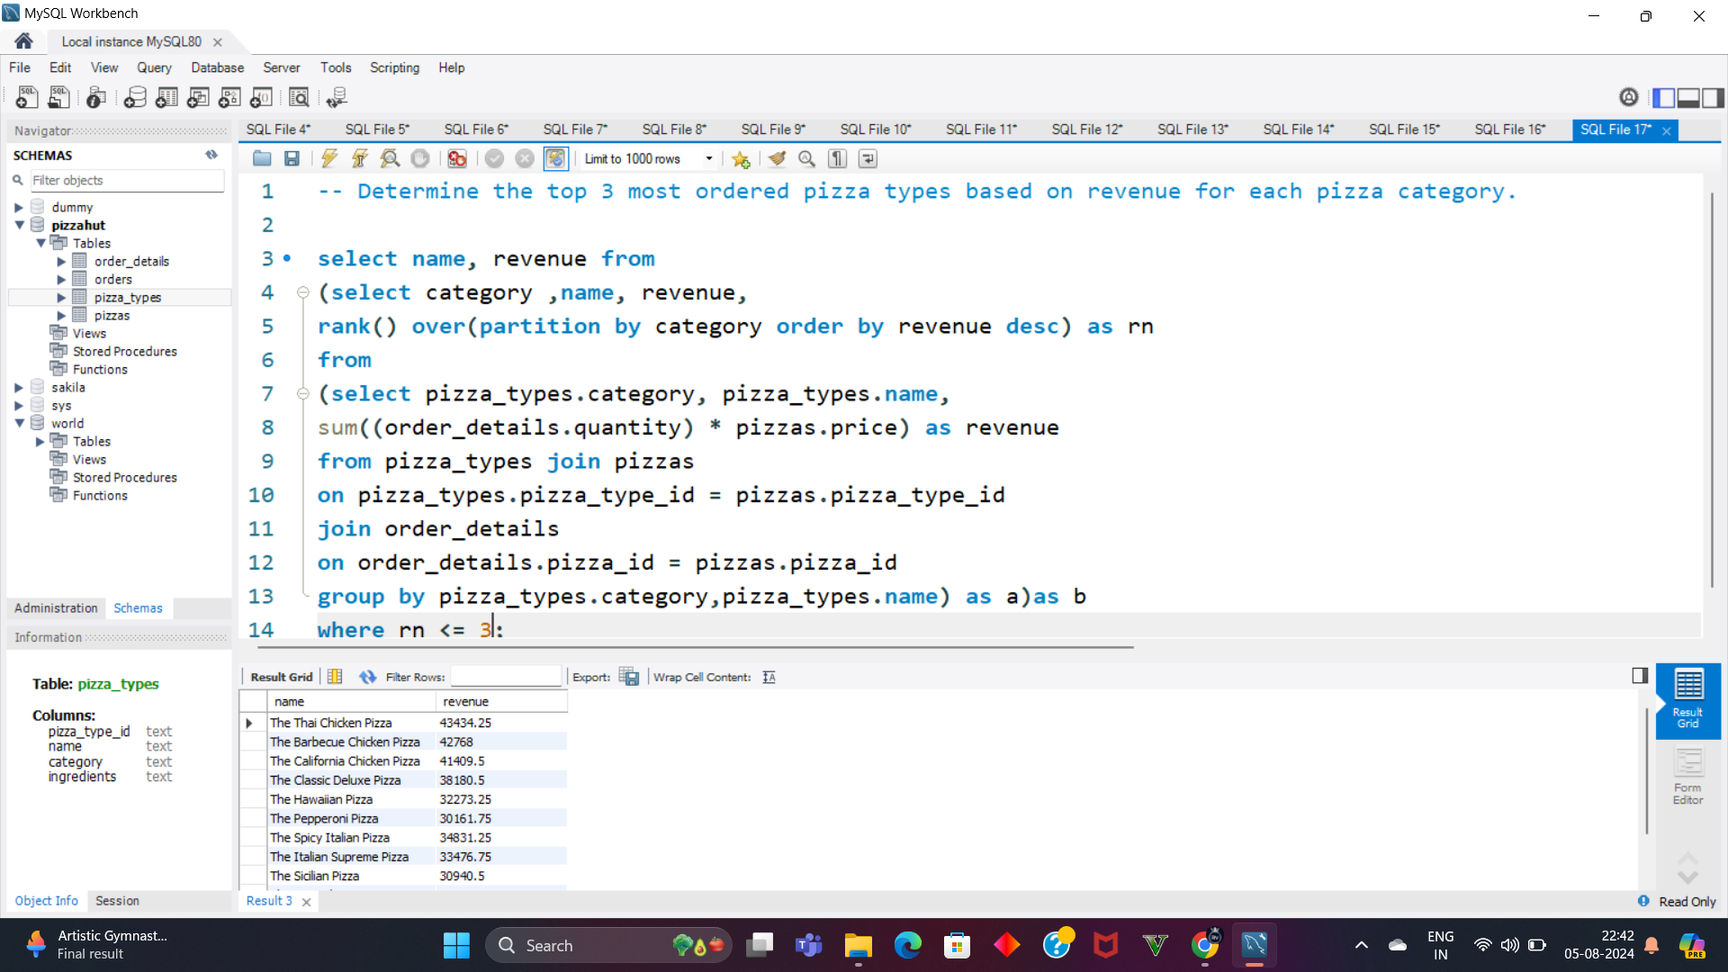 MySQL Workbench
Local instance MySQL80
File Edit View Query Database Server Tools Scripting Help
Navigator
SCHEMAS
Filter objects
dummy
pizzahut
Tables
order_details
orders
pizza_types
pizzas
Views
Stored Procedures
Functions
sakila
sys
world
Tables
Views
Stored Procedures
Functions
Administration Schemas
Information
Table: pizza_types
Columns:
pizza_type_id text
name text
category text
ingredients text
Object Info Session
SQL File 4* SQL File 5* SQL File 6* SQL File 7* SQL File 8* SQL File 9* SQL File 10* SQL File 11* SQL File 12* SQL File 13* SQL File 14* SQL File 15* SQL File 16* SQL File 17*
Limit to 1000 rows
1 -- Determine the top 3 most ordered pizza types based on revenue for each pizza category.
2
3 select name, revenue from
4 (select category ,name, revenue,
5 rank() over(partition by category order by revenue desc) as rn
6 from
7 (select pizza_types.category, pizza_types.name,
8 sum((order_details.quantity) * pizzas.price) as revenue
9 from pizza_types join pizzas
10 on pizza_types.pizza_type_id = pizzas.pizza_type_id
11 join order_details
12 on order_details.pizza_id = pizzas.pizza_id
13 group by pizza_types.category,pizza_types.name) as a)as b
14 where rn <= 3;
Result Grid Filter Rows: Export: Wrap Cell Content:
name revenue
The Thai Chicken Pizza 43434.25
The Barbecue Chicken Pizza 42768
The California Chicken Pizza 41409.5
The Classic Deluxe Pizza 38180.5
The Hawaiian Pizza 32273.25
The Pepperoni Pizza 30161.75
The Spicy Italian Pizza 34831.25
The Italian Supreme Pizza 33476.75
The Sicilian Pizza 30940.5
Result Grid
Form Editor
Result 3
Read Only
Artistic Gymnast...
Final result
Search
ENG
IN
22:42
05-08-2024
PRE